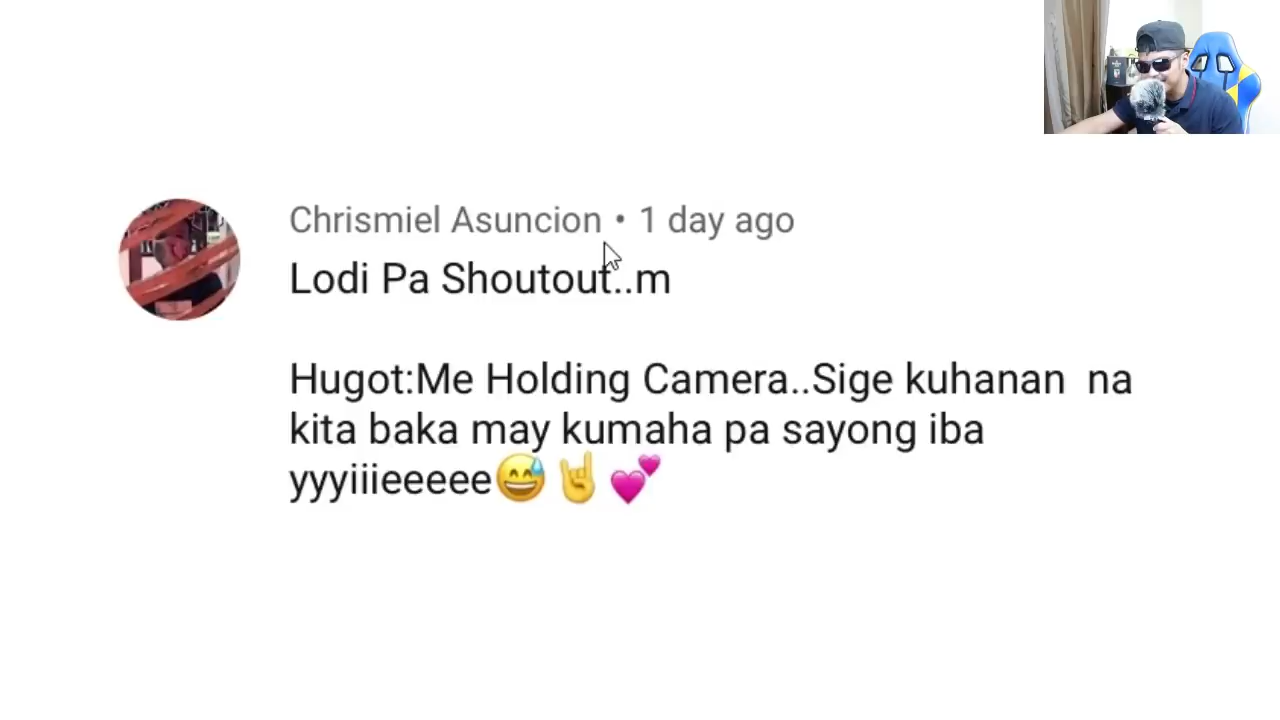 Chrismiel Asuncion • 1 day ago
Lodi Pa Shoutout..m
Hugot:Me Holding Camera..Sige kuhanan  na
kita baka may kumaha pa sayong iba
yyyiiieeeee😅🤘💕